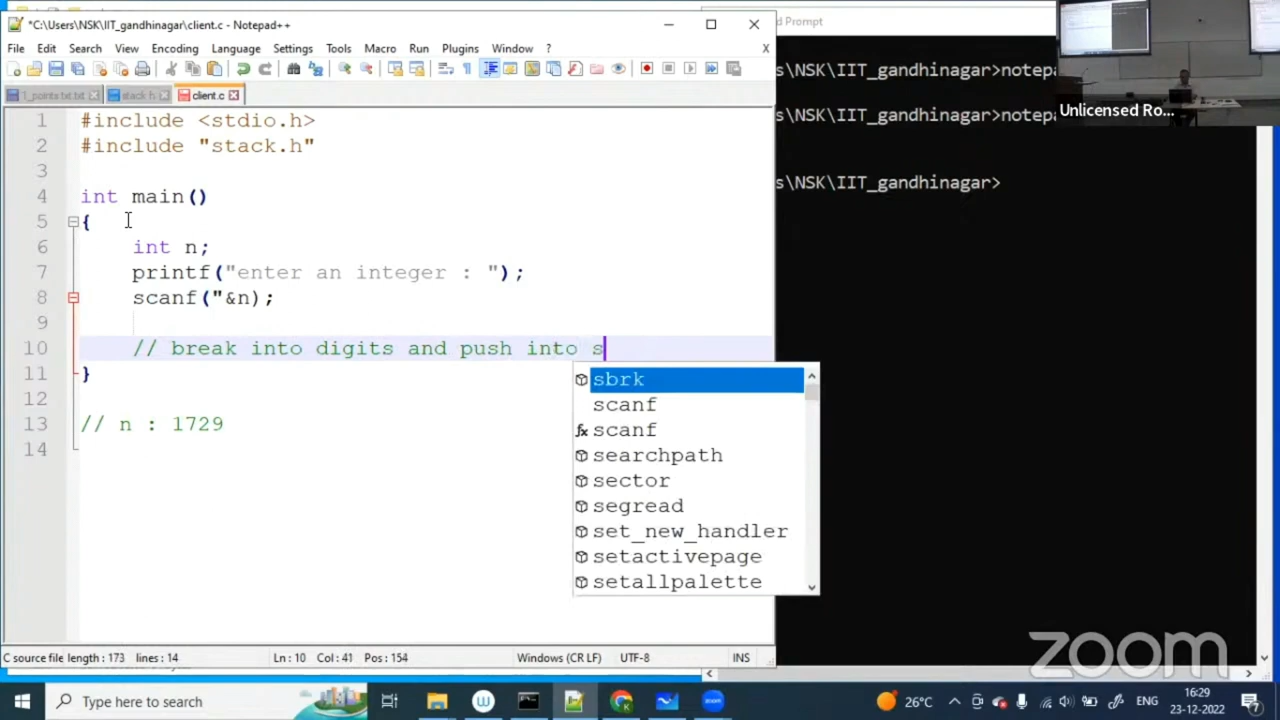 *C:\Users\NSK\IIT_gandhinagar\client.c - Notepad++
File Edit Search View Encoding Language Settings Tools Macro Run Plugins Window ? X
T_points.txt.txt stack.h client.c
1 #include <stdio.h>
2 #include "stack.h"
3
4 int main()
5 {
6 int n;
7 printf("enter an integer : ");
8 scanf("&n);
9
10 // break into digits and push into s
11 }
12
13 // n : 1729
14
sbrk
scanf
scanf
searchpath
sector
segread
set_new_handler
setactivepage
setallpalette
C source file length : 173 lines : 14 Ln : 10 Col : 41 Pos : 154 Windows (CR LF) UTF-8 INS
d Prompt
s\NSK\IIT_gandhinagar>notepa
s\NSK\IIT_gandhinagar>notepa
s\NSK\IIT_gandhinagar>
Unlicensed Ro...
zoom
Type here to search
26°C ENG 16:29
23-12-2022
7